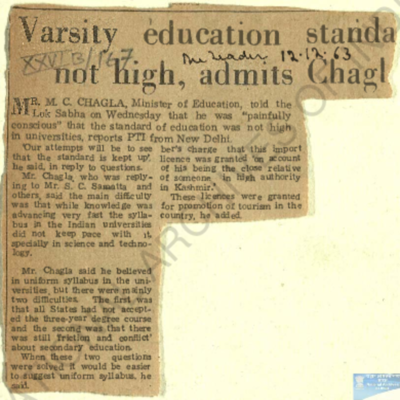 Varsity education standa
XXVI B/167
The Leader 12.12.63
not high, admits Chagl
MR. M. C. CHAGLA, Minister of Education, told the
Lok Sabha on Wednesday that he was "painfully
conscious" that the standard of education was not high
in universities, reports PTI from New Delhi.
'Our attempts will be to see
that the standard is kept up',
he said, in reply to questions.
Mr. Chagla who was reply-
ing to Mr. S. C. Samatta and
others, said the main difficulty
was that while knowledge was
advancing very fast the sylla-
bus in the Indian universities
did not keep pace with it
specially in science and techno-
logy.
Mr. Chagla said he believed
in uniform syllabus in the uni-
versities, but there were mainly
two difficulties. The first was
that all States had not accept-
ed the three-year degree course
and the second was that there
was still 'friction and conflict'
about secondary education.
When these two questions
were solved it would be easier
to suggest uniform syllabus, he
said.
ber's charge that this import
licence was granted 'on account
of his being the close relative
of someone in high authority
in Kashmir.'
These licences were granted
for promotion of tourism in the
country, he added.